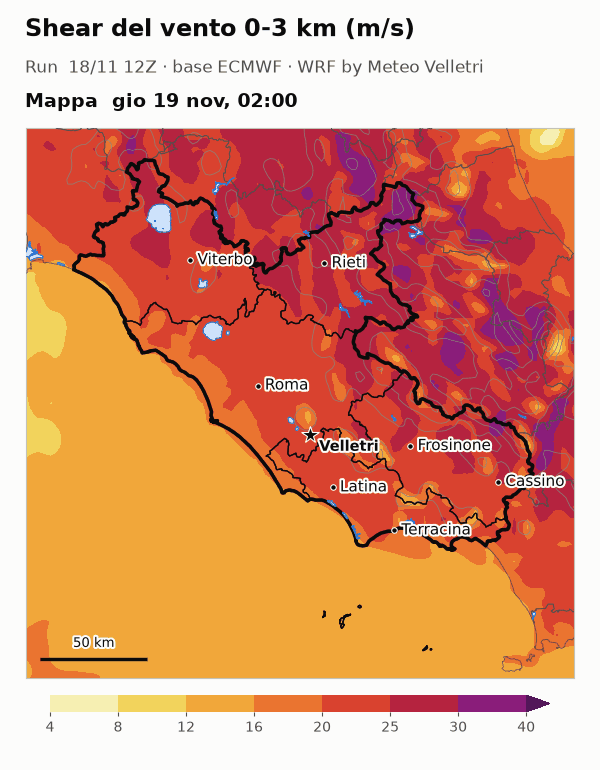 Shear del vento 0-3 km (m/s)
Run  18/11 12Z · base ECMWF · WRF by Meteo Velletri
Mappa  gio 19 nov, 02:00
Viterbo
Rieti
Roma
Velletri
Frosinone
Cassino
Latina
Terracina
50 km
4 8 12 16 20 25 30 40